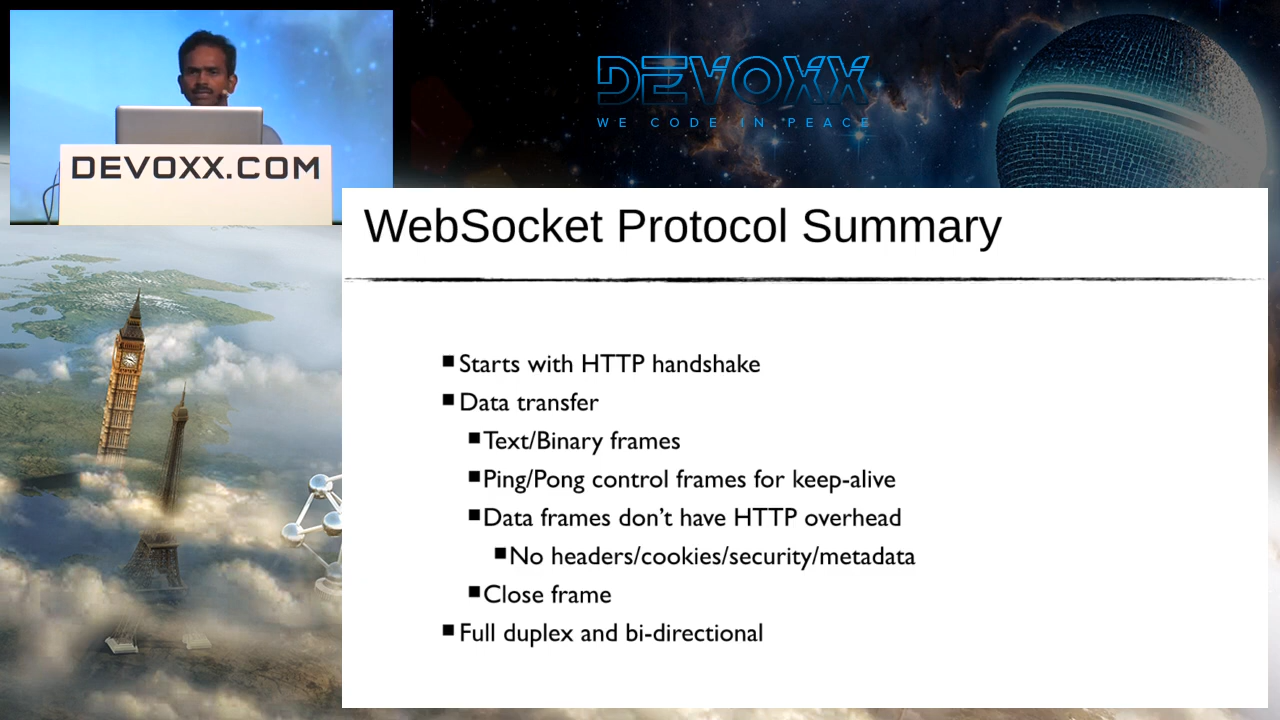 DEVOXX
WE CODE IN PEACE
DEVOXX.COM
WebSocket Protocol Summary
Starts with HTTP handshake
Data transfer
Text/Binary frames
Ping/Pong control frames for keep-alive
Data frames don't have HTTP overhead
No headers/cookies/security/metadata
Close frame
Full duplex and bi-directional